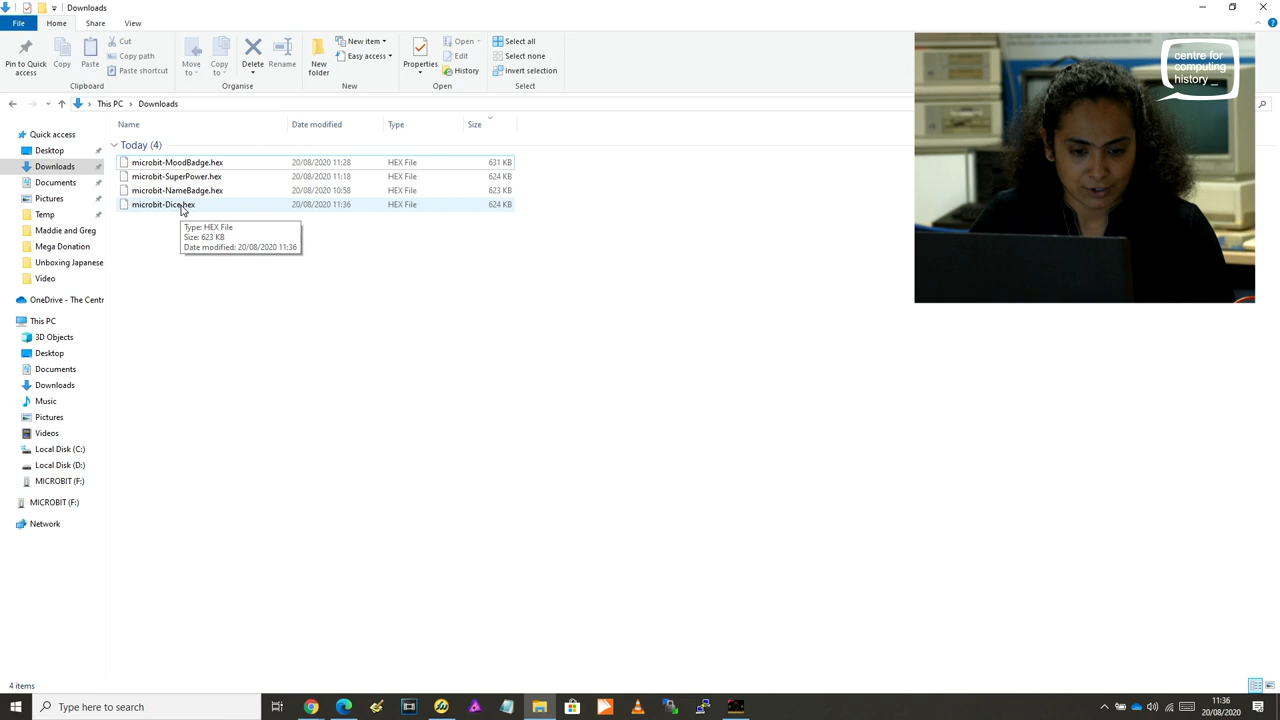 Downloads
File
Home
Share
View
Pin to Quick access
Copy
Paste
Cut
Copy path
Paste shortcut
Clipboard
Move to
Copy to
Delete
Rename
Organise
New folder
New item
Easy access
New
Properties
Open
Edit
History
Open
Select all
Select none
Invert selection
Select
centre for
computing
history _
This PC > Downloads
Quick access
Desktop
Downloads
Documents
Pictures
Temp
Maddie and Greg
Mega Donation
Unboxing Japanese
Video
OneDrive - The Centr
This PC
3D Objects
Desktop
Documents
Downloads
Music
Pictures
Videos
Local Disk (C:)
Local Disk (D:)
MICROBIT (F:)
MICROBIT (F:)
Network
Name Date modified Type Size
Today (4)
microbit-MoodBadge.hex 20/08/2020 11:28 HEX File 631 KB
microbit-SuperPower.hex 20/08/2020 11:18 HEX File 624 KB
microbit-NameBadge.hex 20/08/2020 10:58 HEX File 623 KB
microbit-Dice.hex 20/08/2020 11:36 HEX File 624 KB
Type: HEX File
Size: 623 KB
Date modified: 20/08/2020 11:36
4 items
Type here to search
11:36
20/08/2020